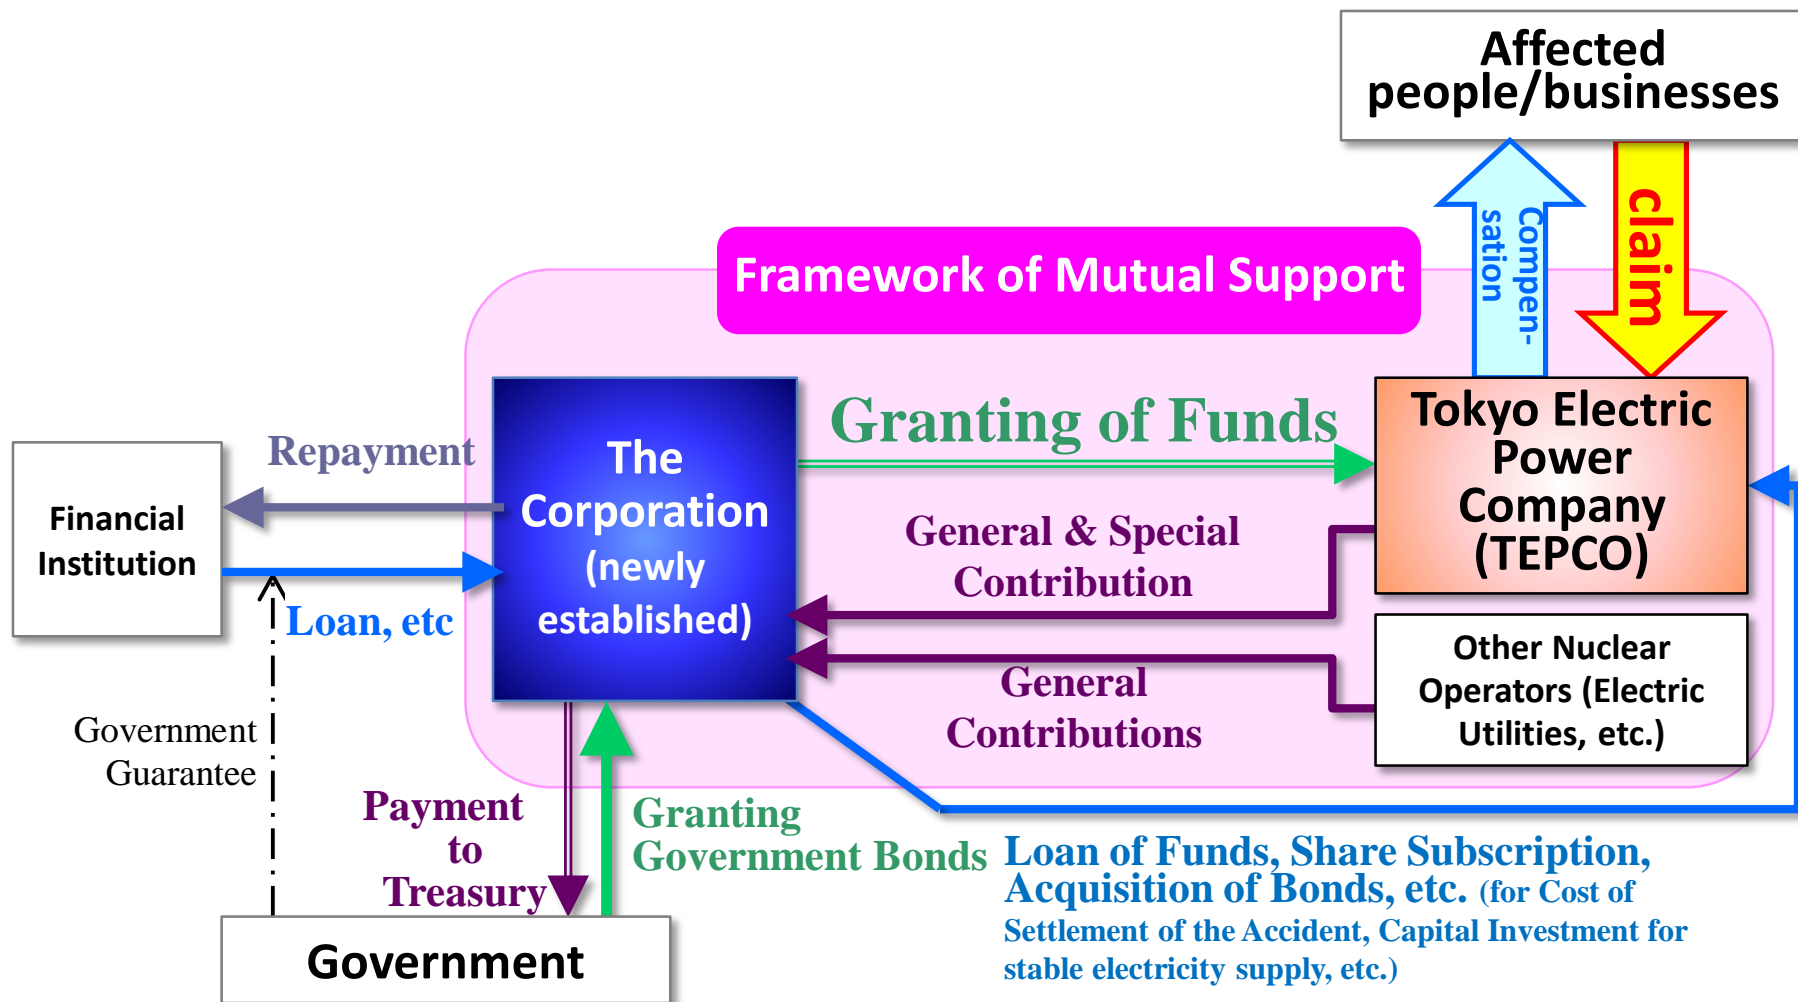 Affected
people/businesses
Compen-
sation
claim
Framework of Mutual Support
Granting of Funds
Tokyo Electric
Power
Company
(TEPCO)
Repayment
The
Corporation
(newly
established)
Financial
Institution
General & Special
Contribution
Loan, etc
Other Nuclear
Operators (Electric
Utilities, etc.)
General
Contributions
Government
Guarantee
Payment
to
Treasury
Granting
Government Bonds
Loan of Funds, Share Subscription,
Acquisition of Bonds, etc. (for Cost of
Settlement of the Accident, Capital Investment for
stable electricity supply, etc.)
Government